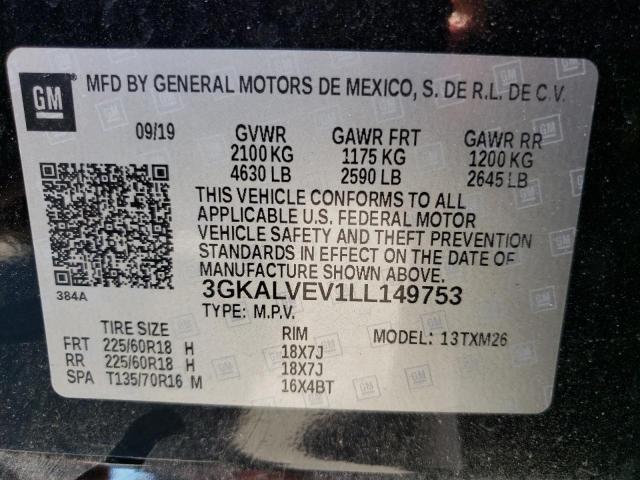 GM
MFD BY GENERAL MOTORS DE MEXICO, S. DE R.L. DE C.V.
09/19 GVWR GAWR FRT GAWR RR
2100 KG 1175 KG 1200 KG
4630 LB 2590 LB 2645 LB
THIS VEHICLE CONFORMS TO ALL
APPLICABLE U.S. FEDERAL MOTOR
VEHICLE SAFETY AND THEFT PREVENTION
STANDARDS IN EFFECT ON THE DATE OF
MANUFACTURE SHOWN ABOVE.
384A
3GKALVEV1LL149753
TYPE: M.P.V.
TIRE SIZE RIM MODEL: 13TXM26
FRT 225/60R18 H 18X7J
RR 225/60R18 H 18X7J
SPA T135/70R16 M 16X4BT